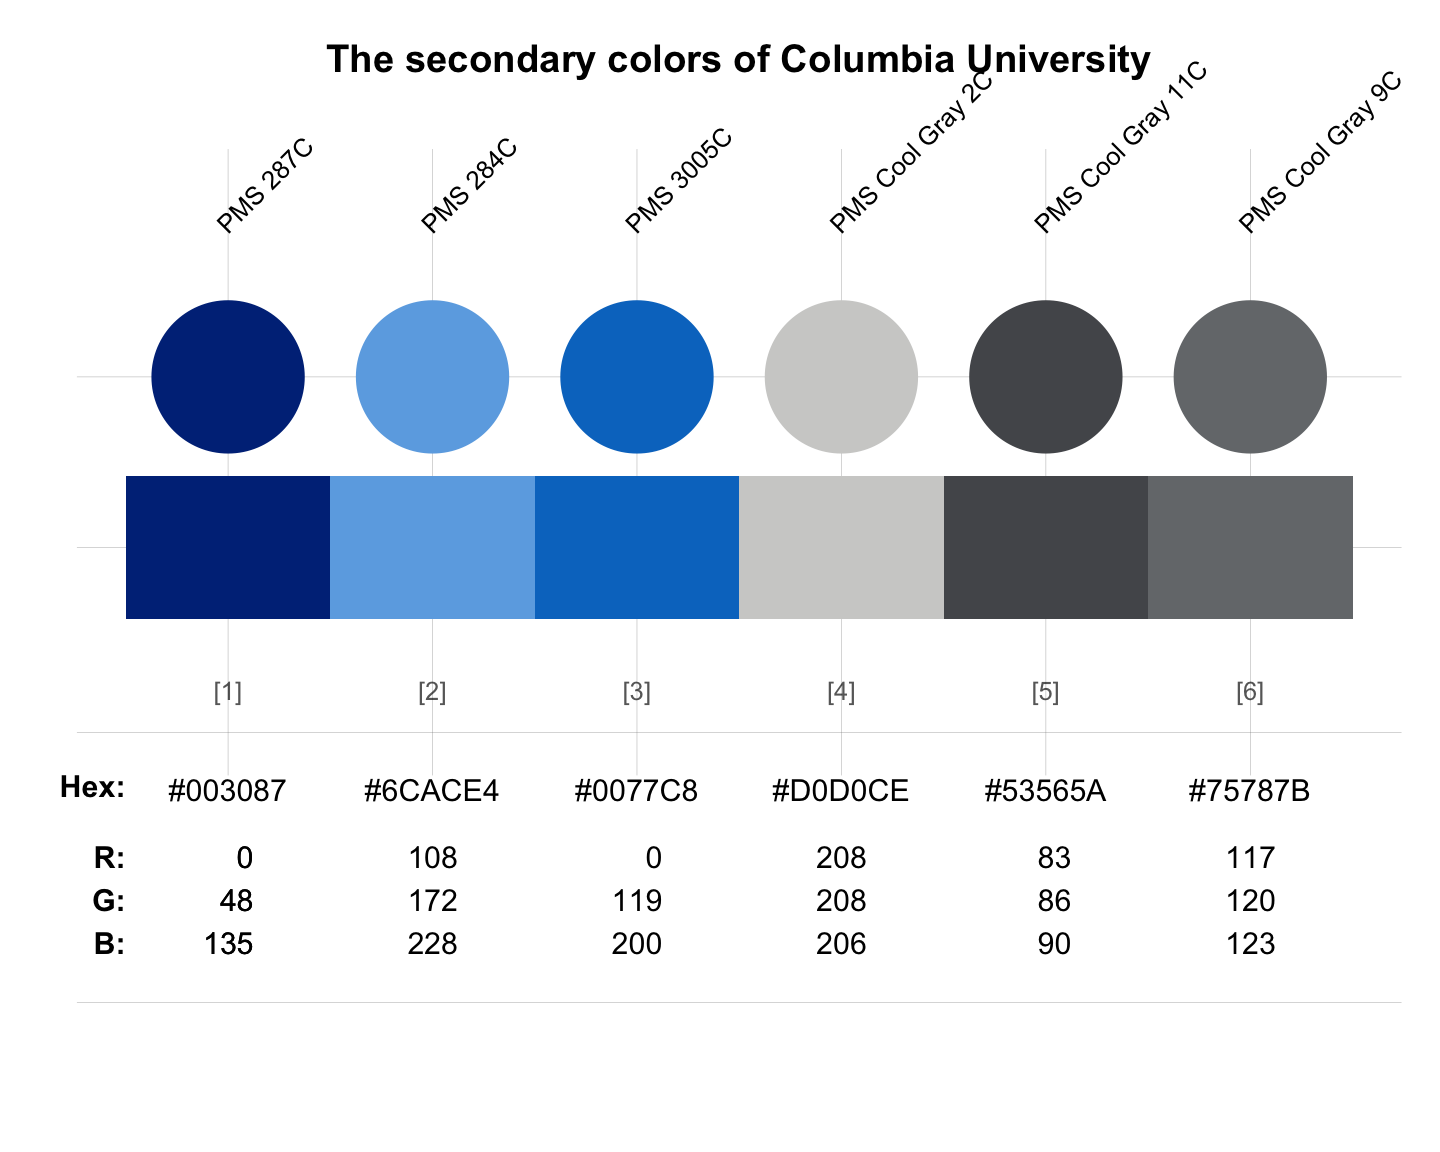 The secondary colors of Columbia University
PMS 287C
PMS 284C
PMS 3005C
PMS Cool Gray 2C
PMS Cool Gray 11C
PMS Cool Gray 9C
[1] [2] [3] [4] [5] [6]
Hex: #003087 #6CACE4 #0077C8 #D0D0CE #53565A #75787B
R: 0 108 0 208 83 117
G: 48 172 119 208 86 120
B: 135 228 200 206 90 123